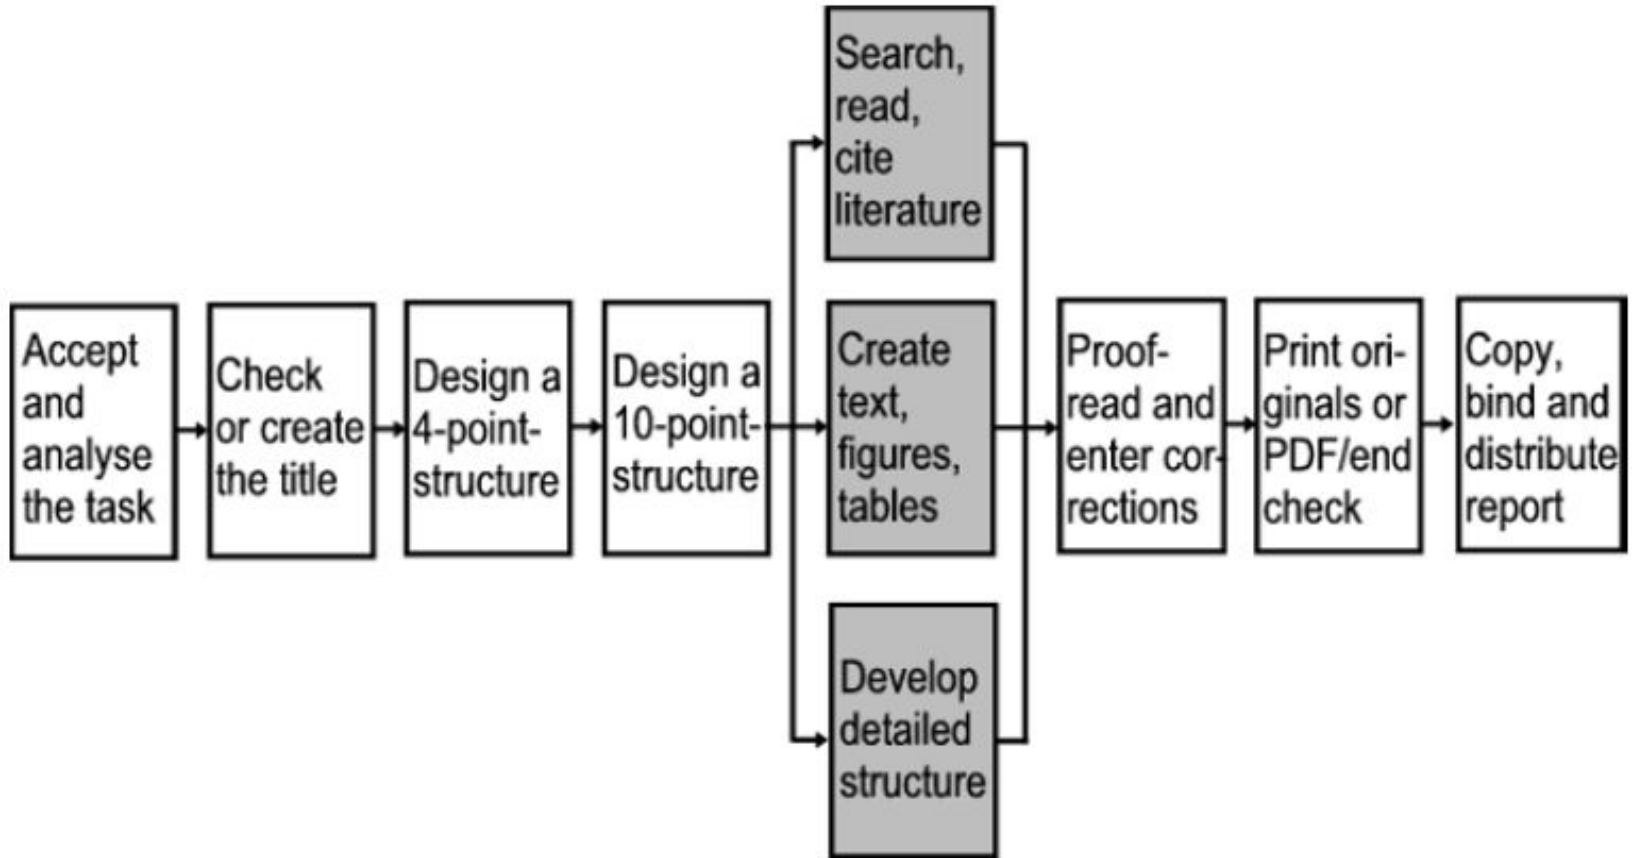 Accept
and
analyse
the task
Check
or create
the title
Design a
4-point-
structure
Design a
10-point-
structure
Search,
read,
cite
literature
Create
text,
figures,
tables
Develop
detailed
structure
Proof-
read and
enter cor-
rections
Print ori-
ginals or
PDF/end
check
Copy,
bind and
distribute
report